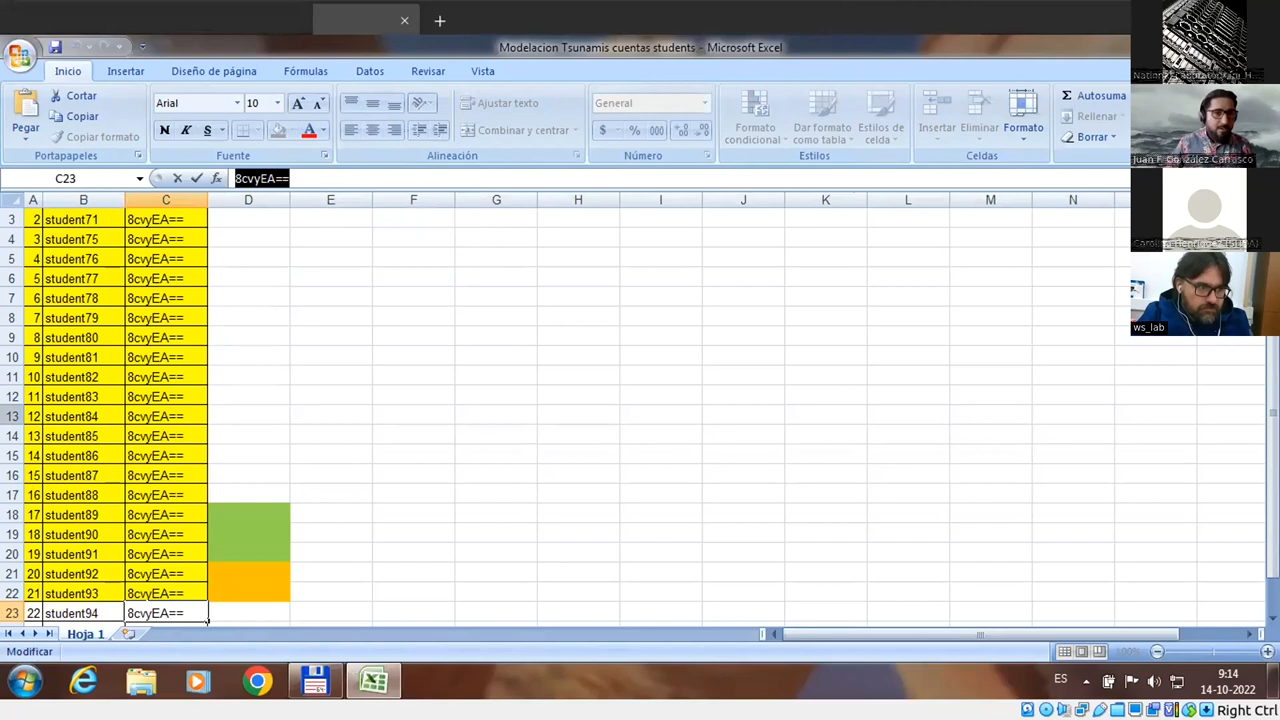 Modelacion Tsunamis cuentas students - Microsoft Excel
Inicio Insertar Diseño de página Fórmulas Datos Revisar Vista
Pegar Cortar Copiar Copiar formato Portapapeles
Arial 10 N K S A Fuente
Ajustar texto Combinar y centrar Alineación
General $ % 000 Número
Formato condicional Dar formato como tabla Estilos de celda Estilos
Insertar Eliminar Formato Celdas
Σ Autosuma Rellenar Borrar
C23 fx 8cvyEA==
A B C D E F G H I J K L M N
3 2 student71 8cvyEA==
4 3 student75 8cvyEA==
5 4 student76 8cvyEA==
6 5 student77 8cvyEA==
7 6 student78 8cvyEA==
8 7 student79 8cvyEA==
9 8 student80 8cvyEA==
10 9 student81 8cvyEA==
11 10 student82 8cvyEA==
12 11 student83 8cvyEA==
13 12 student84 8cvyEA==
14 13 student85 8cvyEA==
15 14 student86 8cvyEA==
16 15 student87 8cvyEA==
17 16 student88 8cvyEA==
18 17 student89 8cvyEA==
19 18 student90 8cvyEA==
20 19 student91 8cvyEA==
21 20 student92 8cvyEA==
22 21 student93 8cvyEA==
23 22 student94 8cvyEA==
Hoja 1
Modificar 100%
ES 9:14
14-10-2022
Right Ctrl
Juan F. González Carrasco
Carolina
ws_lab